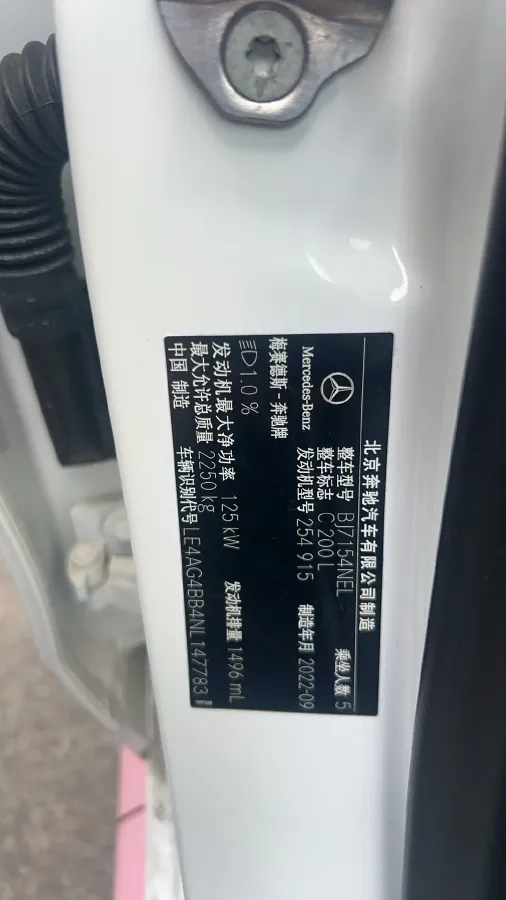 北京奔驰汽车有限公司制造
整车型号 BJ7154NEL 乘坐人数 5
整车标志 C 200 L
发动机型号 254 915 制造年月 2022-09
Mercedes-Benz
梅赛德斯-奔驰牌
1.0 %
发动机最大净功率 125 kW 发动机排量 1496 mL
最大允许总质量 2250 kg
车辆识别代号 LE4AG4BB4NL147783
中国 制造